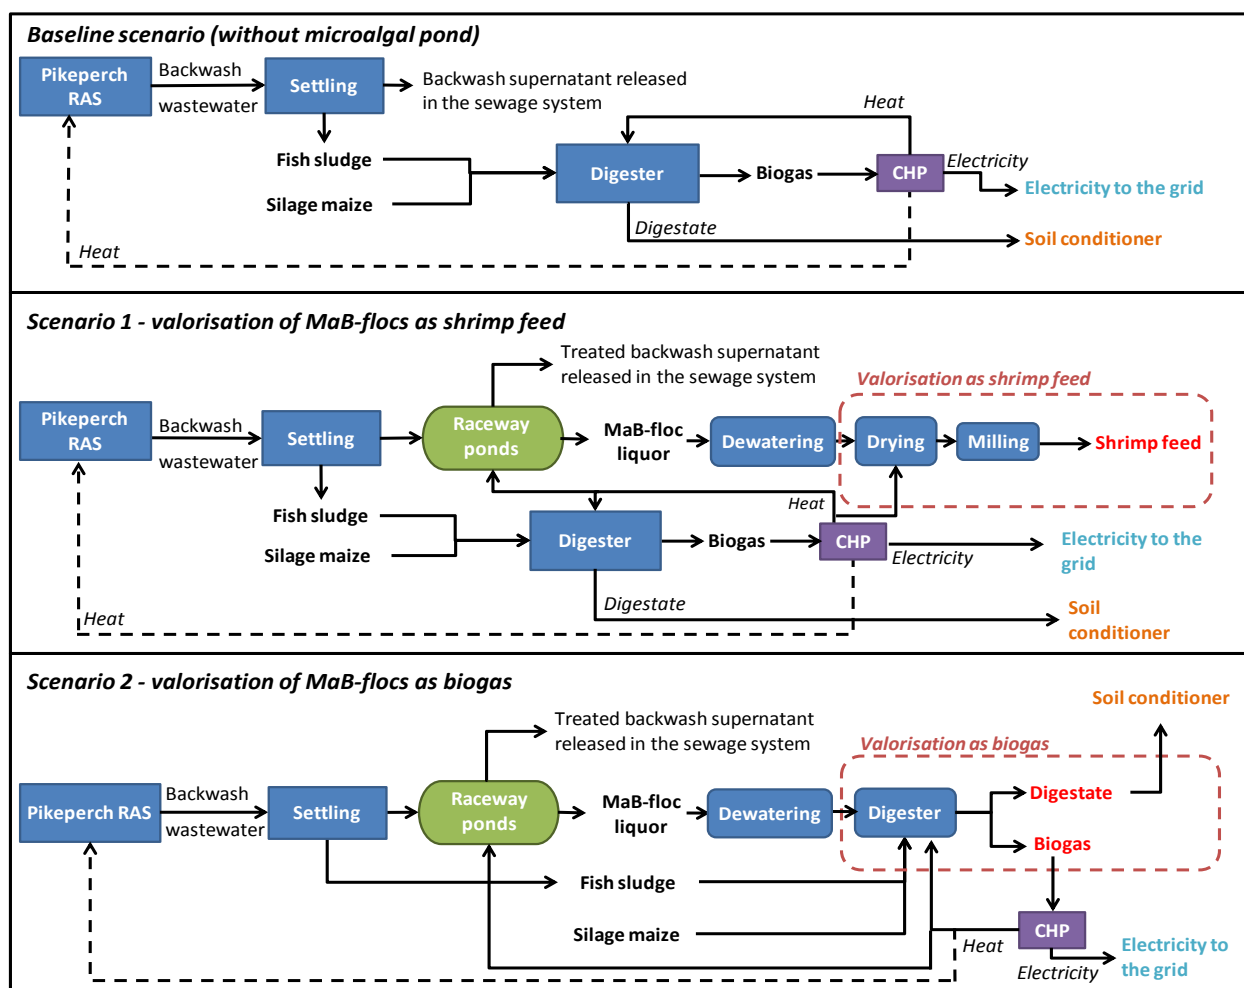 Baseline scenario (without microalgal pond)
Pikeperch
RAS
Backwash
wastewater
Settling
Backwash supernatant released
in the sewage system
Heat
Fish sludge
Silage maize
Digester
Biogas
CHP
Electricity
Electricity to the grid
Digestate
Soil conditioner
Heat
Scenario 1 - valorisation of MaB-flocs as shrimp feed
Treated backwash supernatant
released in the sewage system
Valorisation as shrimp feed
Pikeperch
RAS
Backwash
wastewater
Settling
Raceway
ponds
MaB-floc
liquor
Dewatering
Drying
Milling
Shrimp feed
Heat
Fish sludge
Silage maize
Digester
Biogas
CHP
Electricity
Electricity to the
grid
Digestate
Heat
Soil
conditioner
Scenario 2 - valorisation of MaB-flocs as biogas
Soil conditioner
Treated backwash supernatant
released in the sewage system
Valorisation as biogas
Pikeperch RAS
Backwash
wastewater
Settling
Raceway
ponds
MaB-floc
liquor
Dewatering
Digester
Digestate
Biogas
Fish sludge
Silage maize
Heat
CHP
Electricity
Electricity to
the grid